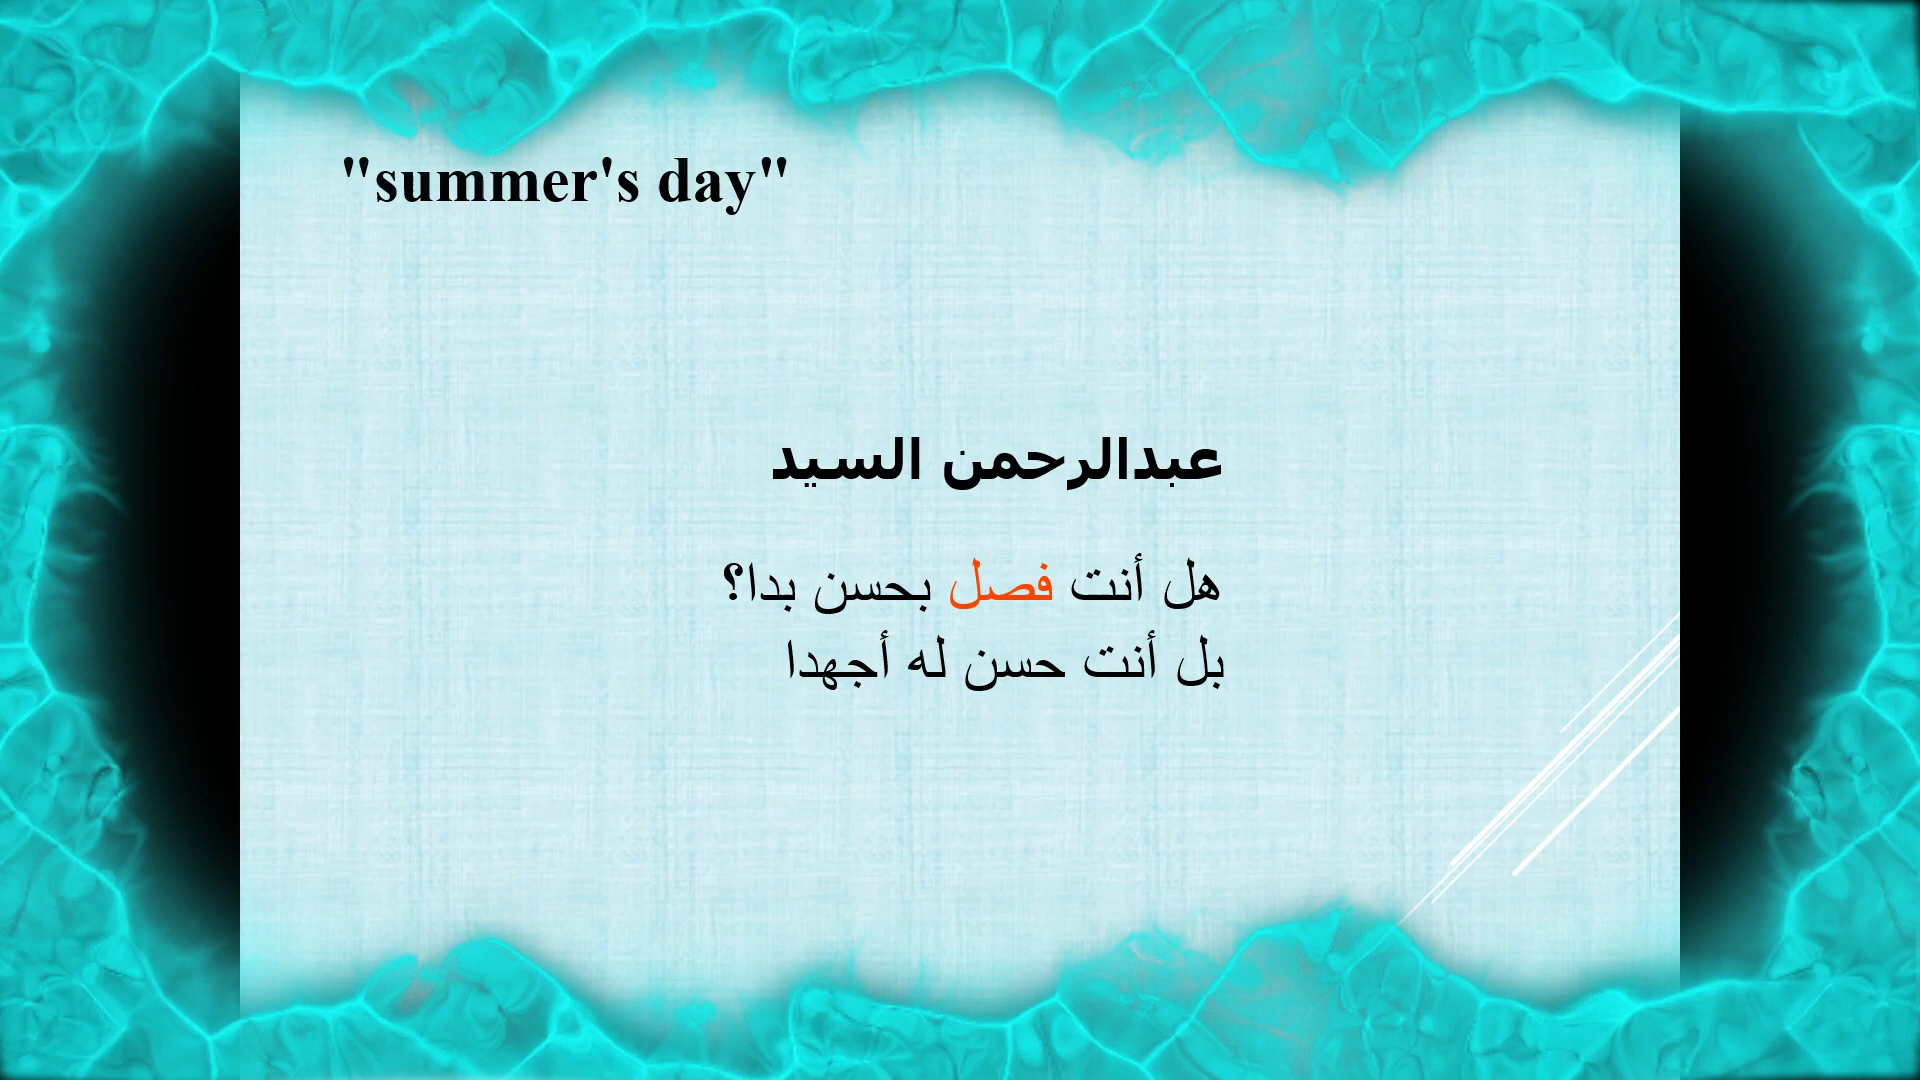 "summer's day"
عبدالرحمن السيد
هل أنت فصل بحسن بدا؟
بل أنت حسن له أجهدا